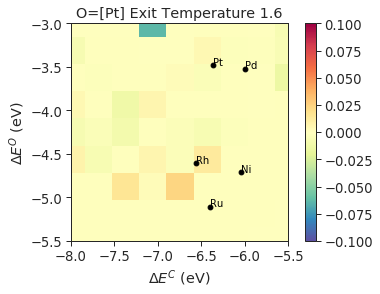 O=[Pt] Exit Temperature 1.6
−3.0
−3.5
−4.0
−4.5
−5.0
−5.5
ΔE^O (eV)
Pt
Pd
Rh
Ni
Ru
−8.0 −7.5 −7.0 −6.5 −6.0 −5.5
ΔE^C (eV)
0.100
0.075
0.050
0.025
0.000
−0.025
−0.050
−0.075
−0.100